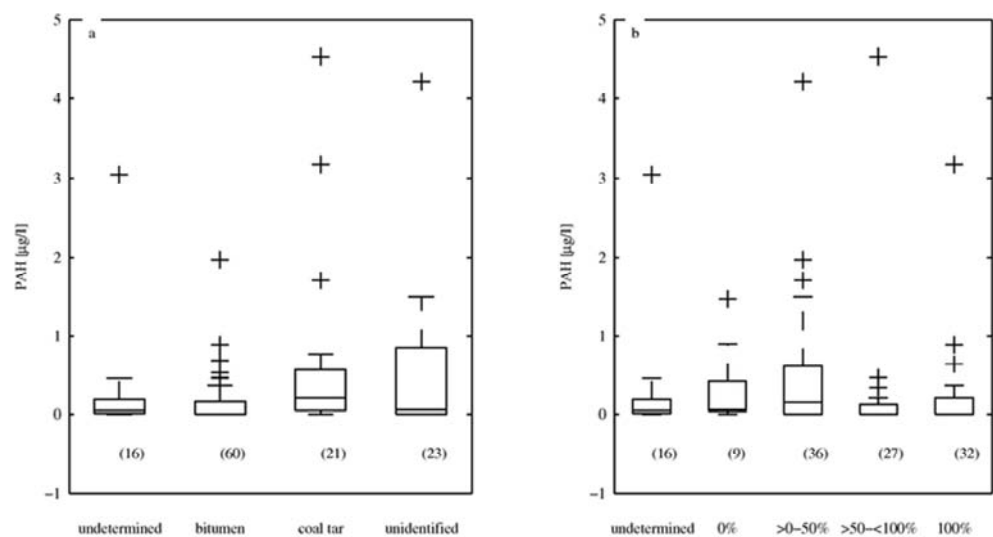 a
5
4
3
2
1
0
−1
PAH [µg/l]
(16) (60) (21) (23)
undetermined bitumen coal tar unidentified
b
5
4
3
2
1
0
−1
PAH [µg/l]
(16) (9) (36) (27) (32)
undetermined 0% >0−50% >50−<100% 100%